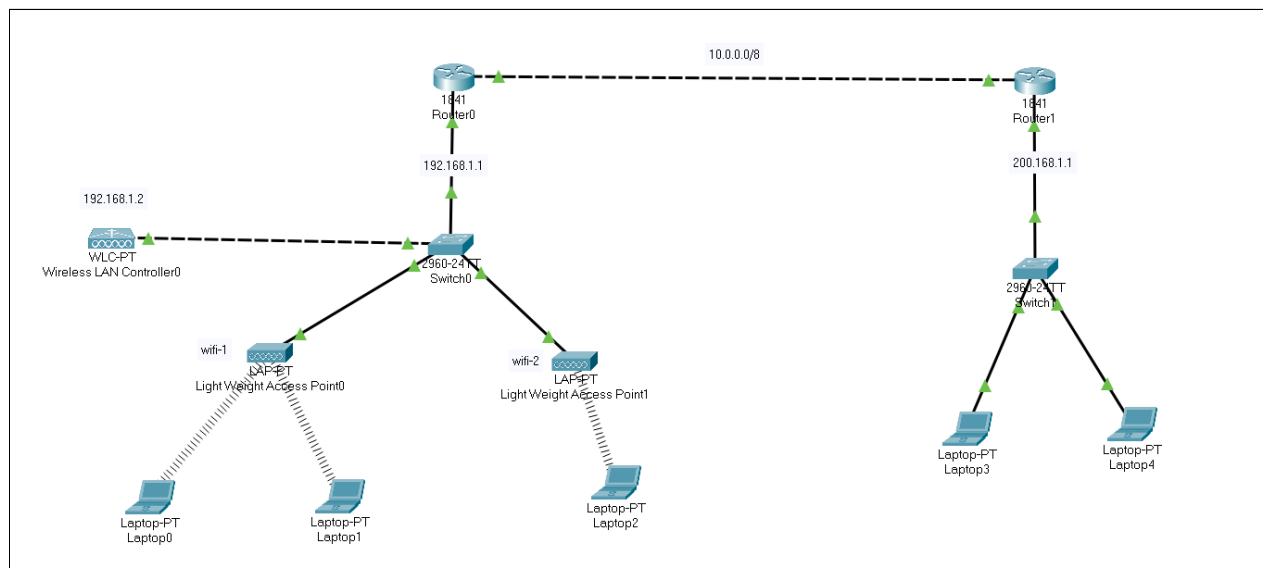 10.0.0.0/8
1841
Router0
1841
Router1
192.168.1.1
200.168.1.1
192.168.1.2
WLC-PT
Wireless LAN Controller0
2960-24TT
Switch0
2960-24TT
Switch1
wifi-1
LAP-PT
Light Weight Access Point0
wifi-2
LAP-PT
Light Weight Access Point1
Laptop-PT
Laptop3
Laptop-PT
Laptop4
Laptop-PT
Laptop0
Laptop-PT
Laptop1
Laptop-PT
Laptop2